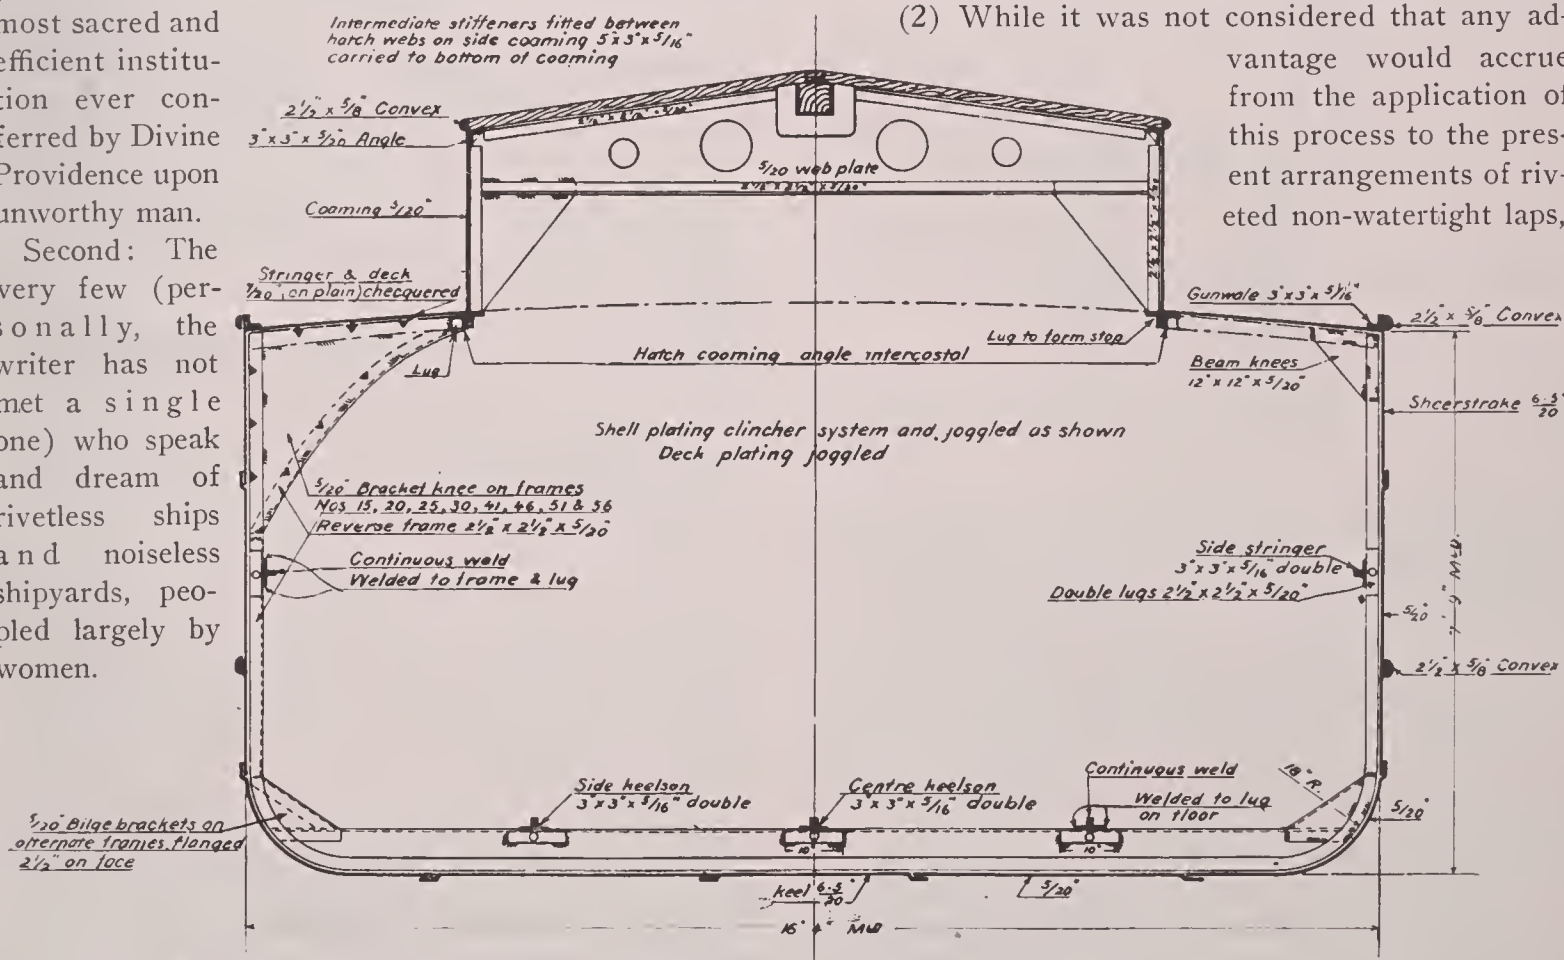 most sacred and
efficient institu-
tion ever con-
ferred by Divine
Providence upon
unworthy man.
Second: The
very few (per-
sonally, the
writer has not
met a single
one) who speak
and dream of
rivetless ships
and noiseless
shipyards, peo-
pled largely by
women.
(2) While it was not considered that any ad-
vantage would accrue
from the application of
this process to the pres-
ent arrangements of riv-
eted non-watertight laps,
Intermediate stiffeners fitted between
hatch webs on side coaming 5"x3"x5/16"
carried to bottom of coaming
2½" x 5/8" Convex
3"x3"x5/20" Angle
5/20 web plate
Coaming 5/20"
Stringer & deck
7/20" (on plain) checquered
Lug
Hatch cooming angle intercostal
Lug to form stop
Gunwale 3"x3"x5/16"
2½" x 5/8" Convex
Beam knees
12"x12"x5/20"
Sheerstrake 6·5/20"
Shell plating clincher system and joggled as shown
Deck plating joggled
5/20" Bracket knee on frames
Nos 15, 20, 25, 30, 41, 46, 51 & 56
Reverse frame 2½"x2½"x5/20"
Continuous weld
Welded to frame & lug
Side stringer
3"x3"x5/16" double
Double lugs 2½"x2½"x5/20"
5/20"
9" M·D.
2½" x 5/8" Convex
Side keelson
3"x3"x5/16" double
Centre keelson
3"x3"x5/16" double
Continuous weld
Welded to lug
on floor
18" R.
5/20"
5/20" Bilge brackets on
alternate frames flanged
2½" on face
10"
10"
keel 6·5/20"
5/20"
16' 4" M·D